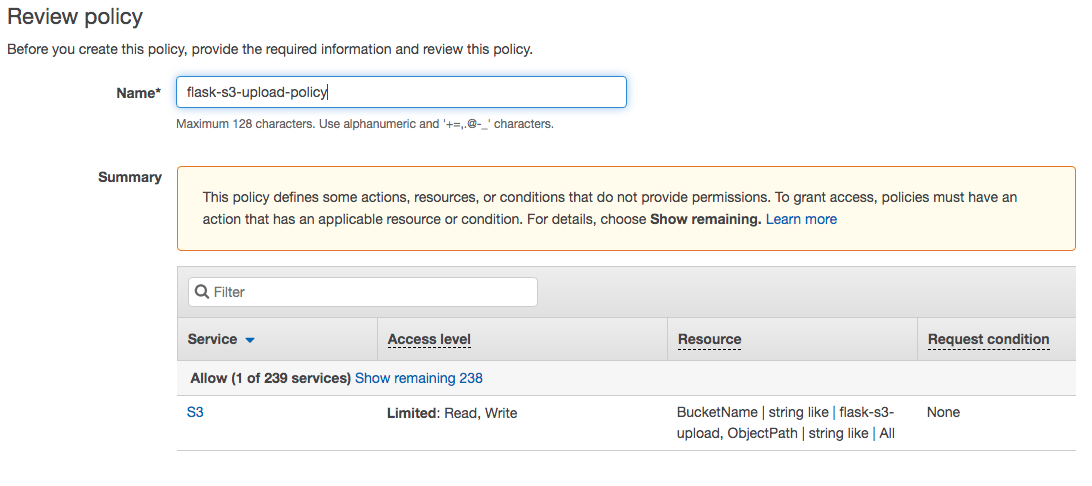 Review policy
Before you create this policy, provide the required information and review this policy.
Name* flask-s3-upload-policy
Maximum 128 characters. Use alphanumeric and '+=,.@-_' characters.
Summary
This policy defines some actions, resources, or conditions that do not provide permissions. To grant access, policies must have an
action that has an applicable resource or condition. For details, choose Show remaining. Learn more
Filter
Service Access level Resource Request condition
Allow (1 of 239 services) Show remaining 238
S3 Limited: Read, Write BucketName | string like | flask-s3- None
upload, ObjectPath | string like | All